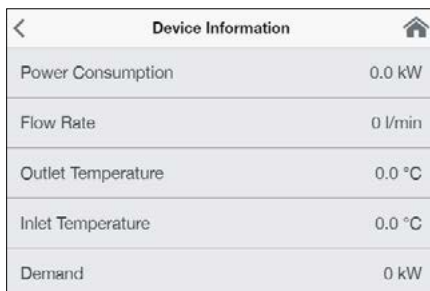 Device Information
Power Consumption 0.0 kW
Flow Rate 0 l/min
Outlet Temperature 0.0 °C
Inlet Temperature 0.0 °C
Demand 0 kW